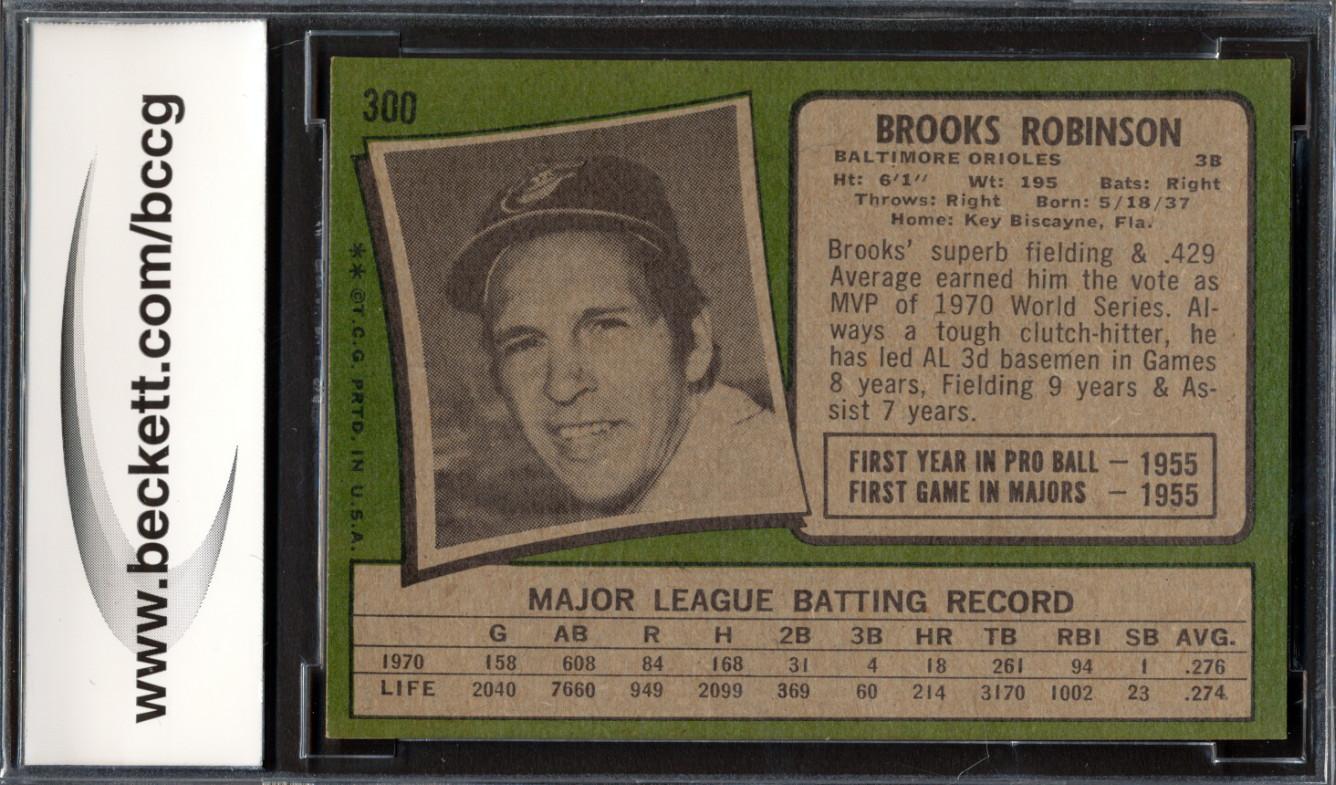 www.beckett.com/bccg
300
** ©T.C.G. PRTD. IN U.S.A.
BROOKS ROBINSON
BALTIMORE ORIOLES 3B
Ht: 6'1" Wt: 195 Bats: Right
Throws: Right Born: 5/18/37
Home: Key Biscayne, Fla.
Brooks' superb fielding & .429
Average earned him the vote as
MVP of 1970 World Series. Al-
ways a tough clutch-hitter, he
has led AL 3d basemen in Games
8 years, Fielding 9 years & As-
sist 7 years.
FIRST YEAR IN PRO BALL — 1955
FIRST GAME IN MAJORS — 1955
MAJOR LEAGUE BATTING RECORD
G AB R H 2B 3B HR TB RBI SB AVG.
1970 158 608 84 168 31 4 18 261 94 1 .276
LIFE 2040 7660 949 2099 369 60 214 3170 1002 23 .274